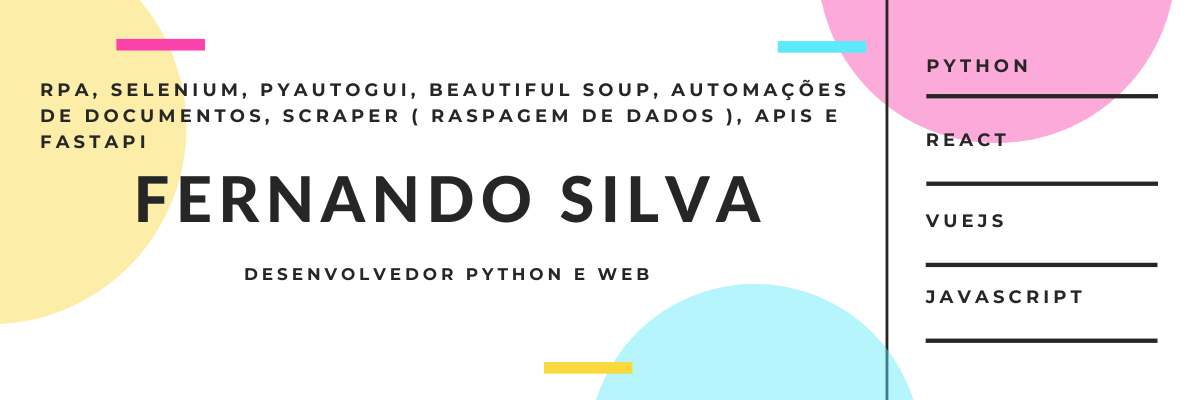 RPA, SELENIUM, PYAUTOGUI, BEAUTIFUL SOUP, AUTOMAÇÕES
DE DOCUMENTOS, SCRAPER ( RASPAGEM DE DADOS ), APIS E
FASTAPI
FERNANDO SILVA
DESENVOLVEDOR PYTHON E WEB
PYTHON
REACT
VUEJS
JAVASCRIPT